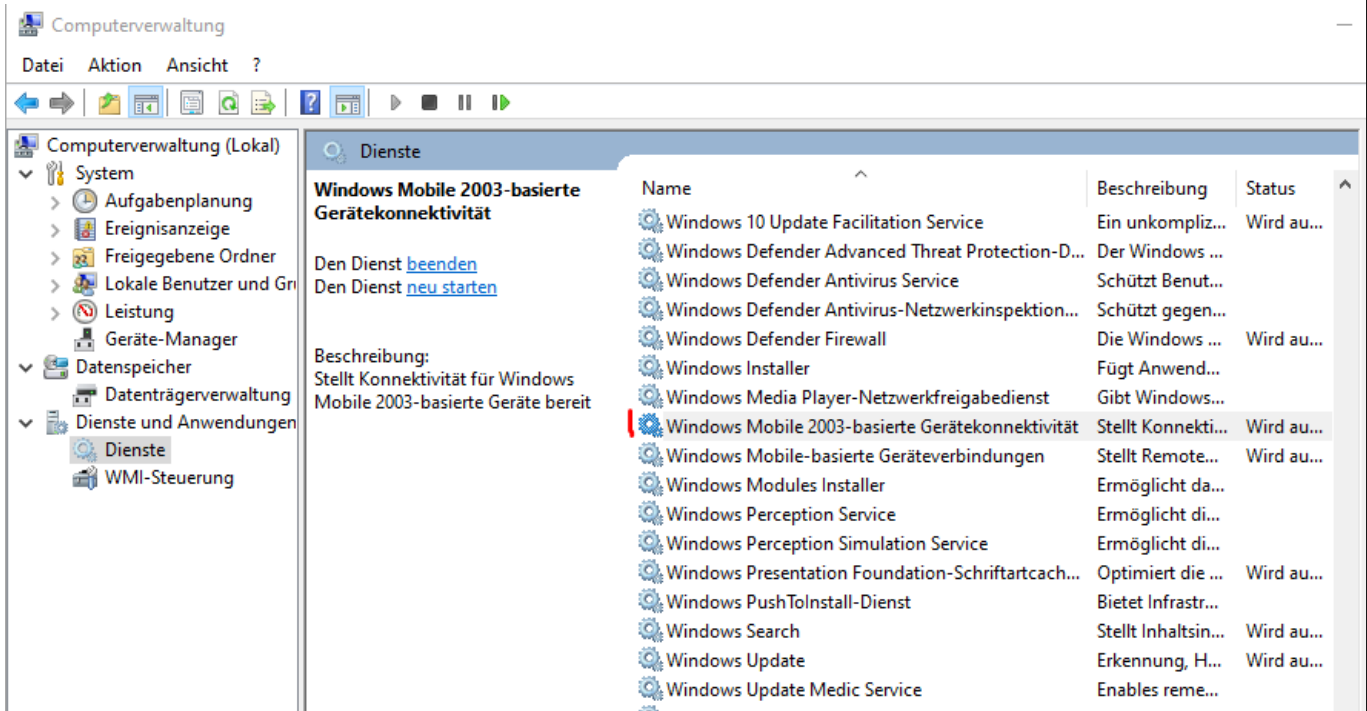 Computerverwaltung
Datei Aktion Ansicht ?
Computerverwaltung (Lokal)
System
Aufgabenplanung
Ereignisanzeige
Freigegebene Ordner
Lokale Benutzer und Gru
Leistung
Geräte-Manager
Datenspeicher
Datenträgerverwaltung
Dienste und Anwendungen
Dienste
WMI-Steuerung
Dienste
Windows Mobile 2003-basierte
Gerätekonnektivität
Den Dienst beenden
Den Dienst neu starten
Beschreibung:
Stellt Konnektivität für Windows
Mobile 2003-basierte Geräte bereit
Name Beschreibung Status
Windows 10 Update Facilitation Service Ein unkompliz... Wird au...
Windows Defender Advanced Threat Protection-D... Der Windows ...
Windows Defender Antivirus Service Schützt Benut...
Windows Defender Antivirus-Netzwerkinspektion... Schützt gegen...
Windows Defender Firewall Die Windows ... Wird au...
Windows Installer Fügt Anwend...
Windows Media Player-Netzwerkfreigabedienst Gibt Windows...
Windows Mobile 2003-basierte Gerätekonnektivität Stellt Konnekti... Wird au...
Windows Mobile-basierte Geräteverbindungen Stellt Remote... Wird au...
Windows Modules Installer Ermöglicht da...
Windows Perception Service Ermöglicht di...
Windows Perception Simulation Service Ermöglicht di...
Windows Presentation Foundation-Schriftartcach... Optimiert die ... Wird au...
Windows PushToInstall-Dienst Bietet Infrastr...
Windows Search Stellt Inhaltsin... Wird au...
Windows Update Erkennung, H... Wird au...
Windows Update Medic Service Enables reme...